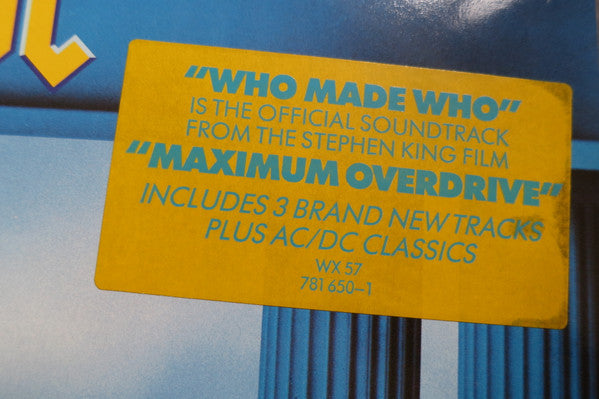 "WHO MADE WHO"
IS THE OFFICIAL SOUNDTRACK
FROM THE STEPHEN KING FILM
"MAXIMUM OVERDRIVE"
INCLUDES 3 BRAND NEW TRACKS
PLUS AC/DC CLASSICS
WX 57
781 650–1